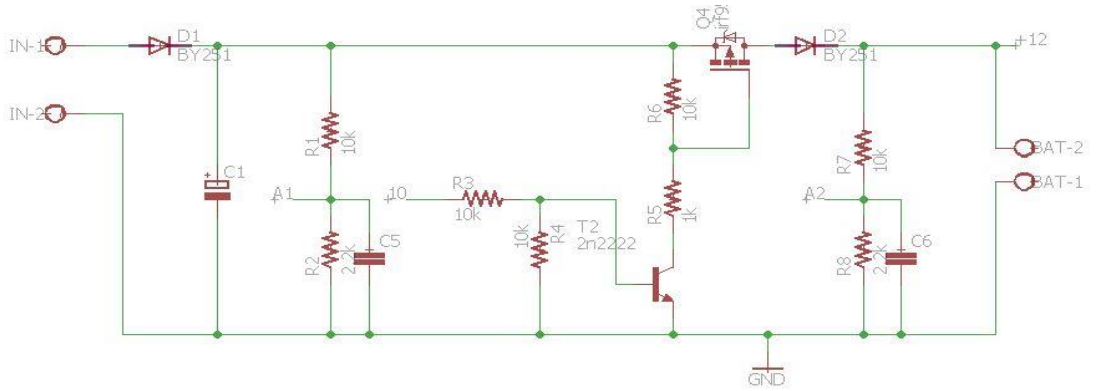 IN-1
D1
BY251
Q4
D2
BY251
+12
IN-2
R6
10k
R1
10k
R7
10k
BAT-2
BAT-1
C1
A1
10
R3
10k
R5
1k
A2
R2
2.2k
C5
R4
10k
T2
2n2222
R8
2.2k
C6
GND